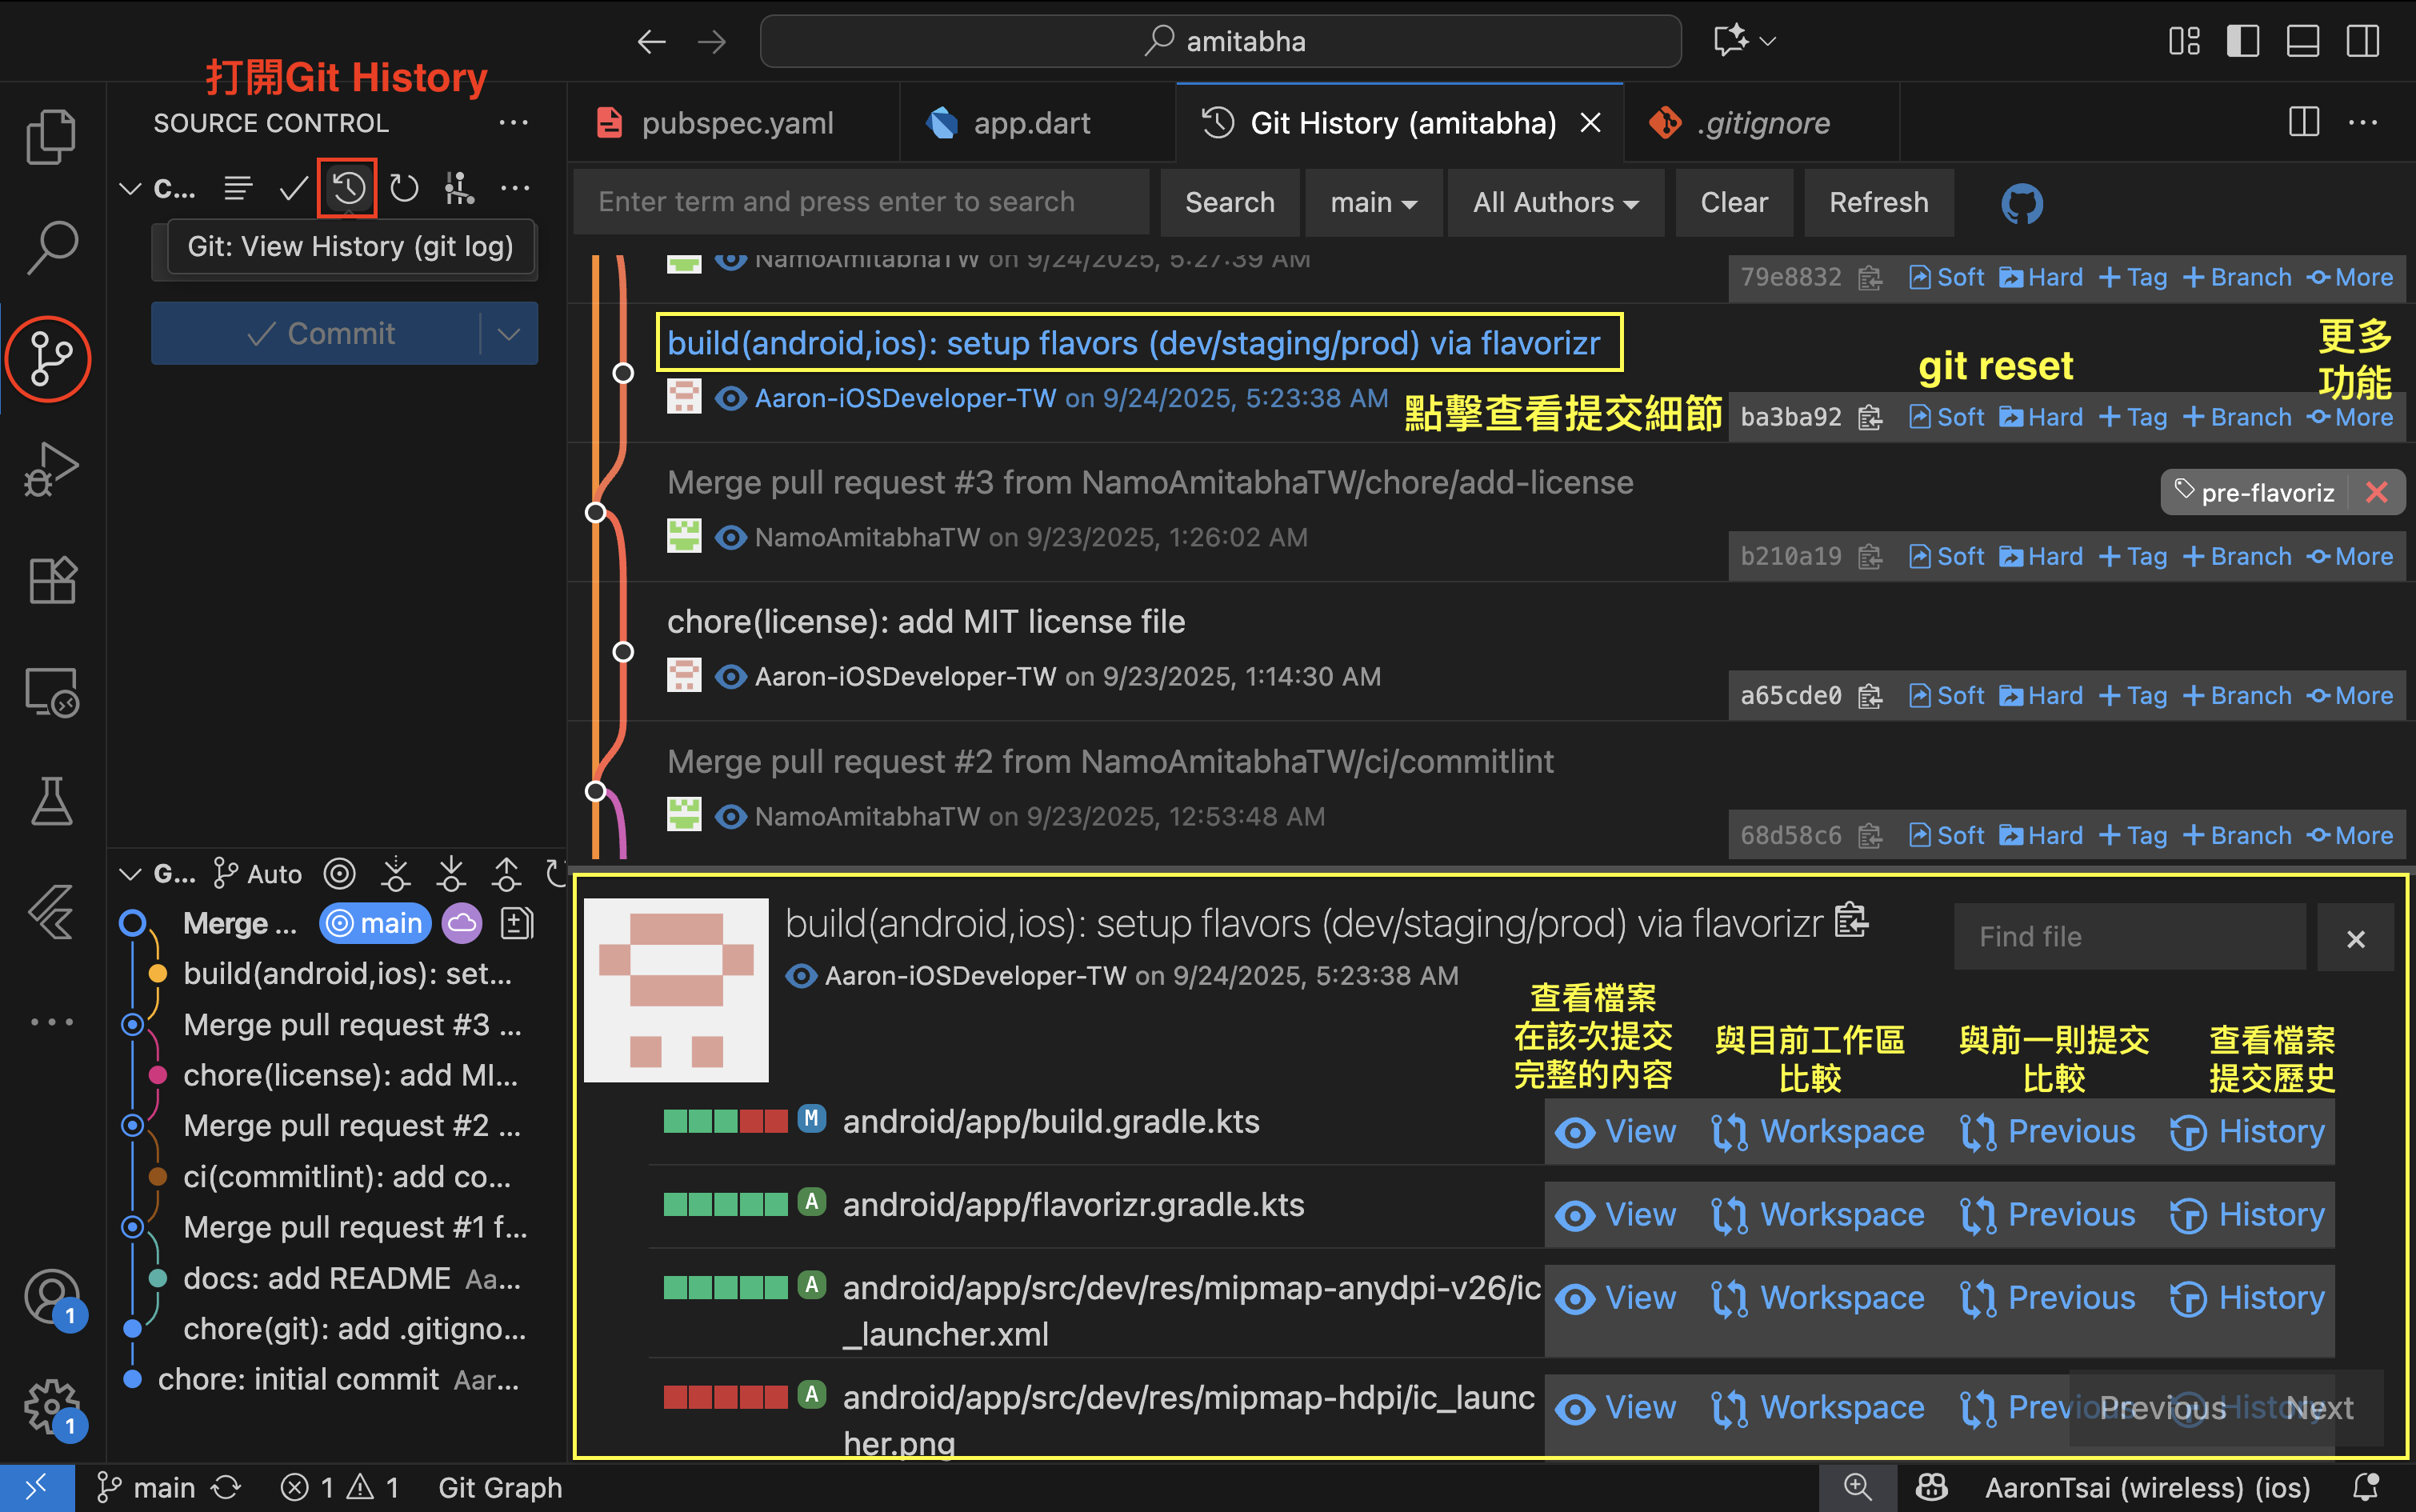 amitabha
打開Git History
SOURCE CONTROL
pubspec.yaml
app.dart
Git History (amitabha)
.gitignore
C...
Git: View History (git log)
Commit
Enter term and press enter to search
Search
main
All Authors
Clear
Refresh
NamoAmitabhaTW on 9/24/2025, 5:27:39 AM
79e8832 Soft Hard Tag Branch More
build(android,ios): setup flavors (dev/staging/prod) via flavorizr
Aaron-iOSDeveloper-TW on 9/24/2025, 5:23:38 AM
點擊查看提交細節
git reset
更多
功能
ba3ba92 Soft Hard Tag Branch More
Merge pull request #3 from NamoAmitabhaTW/chore/add-license
pre-flavoriz
NamoAmitabhaTW on 9/23/2025, 1:26:02 AM
b210a19 Soft Hard Tag Branch More
chore(license): add MIT license file
Aaron-iOSDeveloper-TW on 9/23/2025, 1:14:30 AM
a65cde0 Soft Hard Tag Branch More
Merge pull request #2 from NamoAmitabhaTW/ci/commitlint
NamoAmitabhaTW on 9/23/2025, 12:53:48 AM
68d58c6 Soft Hard Tag Branch More
G... Auto
Merge ... main
build(android,ios): set...
Merge pull request #3 ...
chore(license): add MI...
Merge pull request #2 ...
ci(commitlint): add co...
Merge pull request #1 f...
docs: add README Aa...
chore(git): add .gitigno...
chore: initial commit Aar...
1
1
build(android,ios): setup flavors (dev/staging/prod) via flavorizr
Find file
Aaron-iOSDeveloper-TW on 9/24/2025, 5:23:38 AM
查看檔案
在該次提交
完整的內容
與目前工作區
比較
與前一則提交
比較
查看檔案
提交歷史
M android/app/build.gradle.kts View Workspace Previous History
A android/app/flavorizr.gradle.kts View Workspace Previous History
A android/app/src/dev/res/mipmap-anydpi-v26/ic
_launcher.xml
View Workspace Previous History
A android/app/src/dev/res/mipmap-hdpi/ic_launc
her.png
View Workspace Previous History
Previous Next
main 1 1 Git Graph
AaronTsai (wireless) (ios)